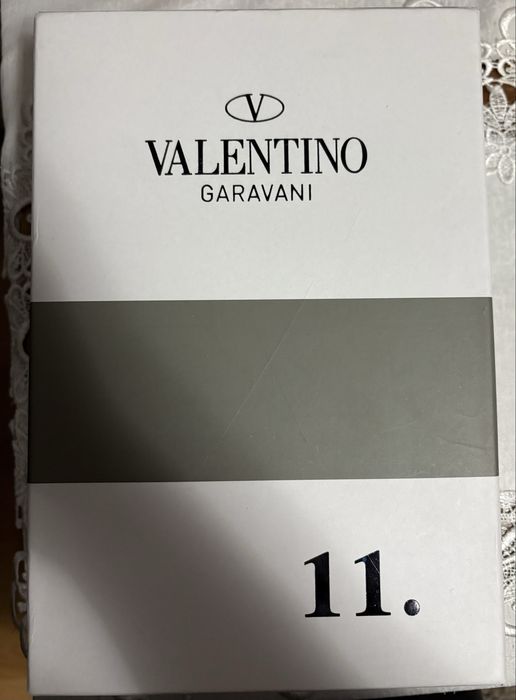 V
VALENTINO
GARAVANI
11.